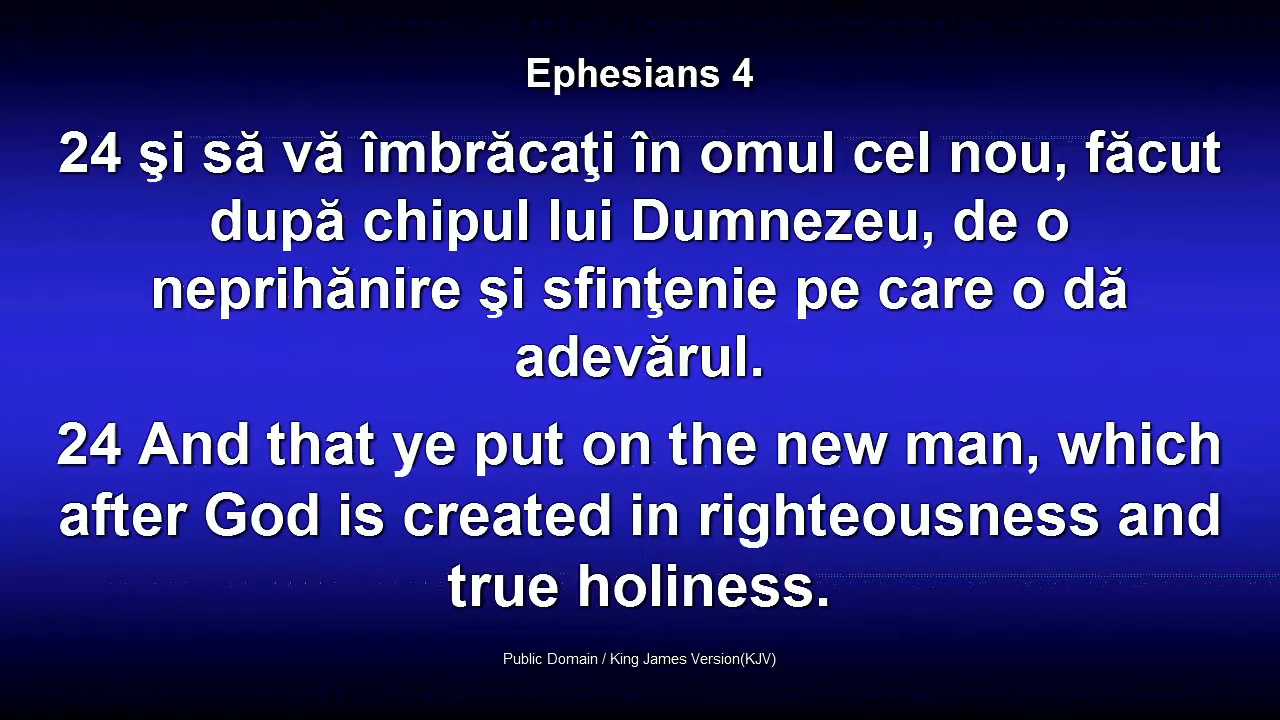 Ephesians 4
24 şi să vă îmbrăcaţi în omul cel nou, făcut
după chipul lui Dumnezeu, de o
neprihănire şi sfinţenie pe care o dă
adevărul.
24 And that ye put on the new man, which
after God is created in righteousness and
true holiness.
Public Domain / King James Version(KJV)